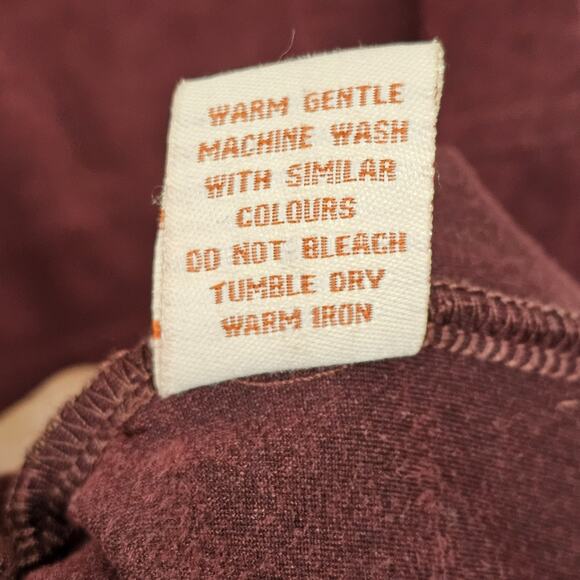 WARM GENTLE
MACHINE WASH
WITH SIMILAR
COLOURS
DO NOT BLEACH
TUMBLE DRY
WARM IRON